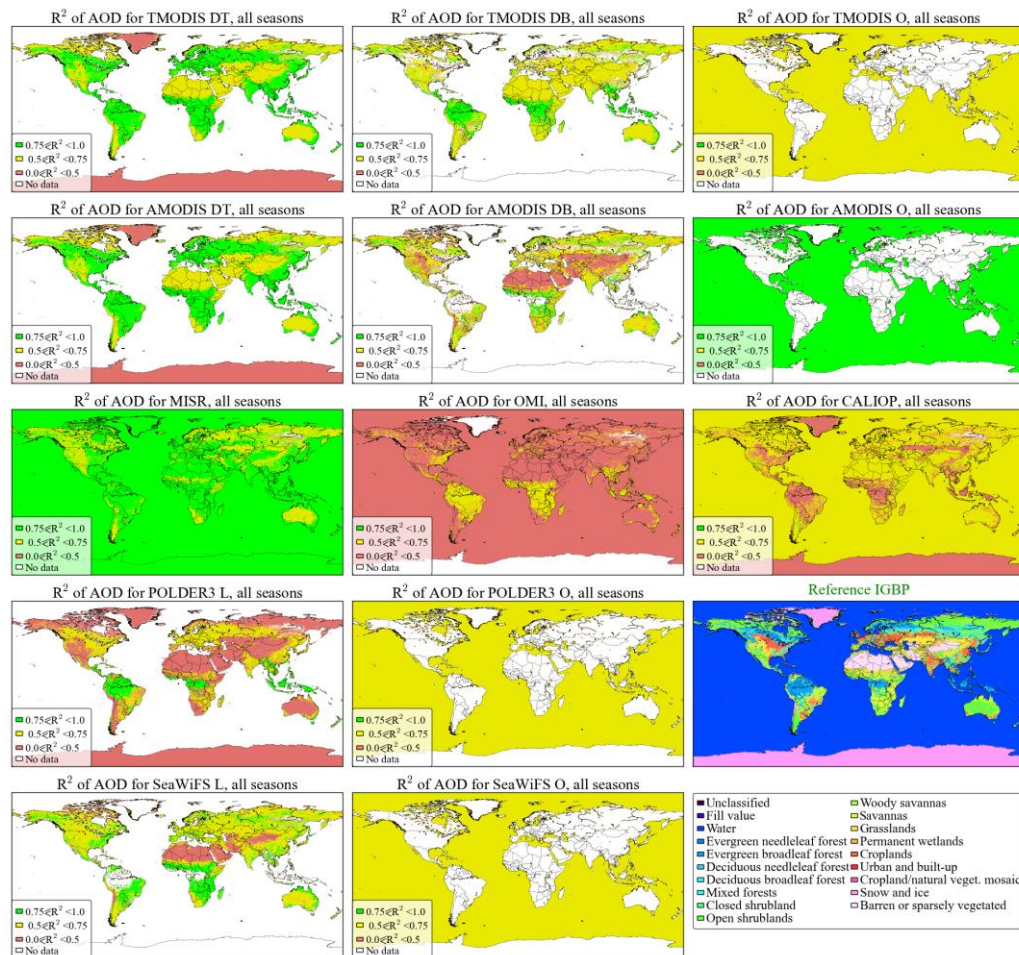 R² of AOD for TMODIS DT, all seasons
R² of AOD for TMODIS DB, all seasons
R² of AOD for TMODIS O, all seasons
0.75⩽R² <1.0
0.5⩽R² <0.75
0.0⩽R² <0.5
No data
0.75⩽R² <1.0
0.5⩽R² <0.75
0.0⩽R² <0.5
No data
0.75⩽R² <1.0
0.5⩽R² <0.75
0.0⩽R² <0.5
No data
R² of AOD for AMODIS DT, all seasons
R² of AOD for AMODIS DB, all seasons
R² of AOD for AMODIS O, all seasons
0.75⩽R² <1.0
0.5⩽R² <0.75
0.0⩽R² <0.5
No data
0.75⩽R² <1.0
0.5⩽R² <0.75
0.0⩽R² <0.5
No data
0.75⩽R² <1.0
0.5⩽R² <0.75
0.0⩽R² <0.5
No data
R² of AOD for MISR, all seasons
R² of AOD for OMI, all seasons
R² of AOD for CALIOP, all seasons
0.75⩽R² <1.0
0.5⩽R² <0.75
0.0⩽R² <0.5
No data
0.75⩽R² <1.0
0.5⩽R² <0.75
0.0⩽R² <0.5
No data
0.75⩽R² <1.0
0.5⩽R² <0.75
0.0⩽R² <0.5
No data
R² of AOD for POLDER3 L, all seasons
R² of AOD for POLDER3 O, all seasons
Reference IGBP
0.75⩽R² <1.0
0.5⩽R² <0.75
0.0⩽R² <0.5
No data
0.75⩽R² <1.0
0.5⩽R² <0.75
0.0⩽R² <0.5
No data
R² of AOD for SeaWiFS L, all seasons
R² of AOD for SeaWiFS O, all seasons
0.75⩽R² <1.0
0.5⩽R² <0.75
0.0⩽R² <0.5
No data
0.75⩽R² <1.0
0.5⩽R² <0.75
0.0⩽R² <0.5
No data
Unclassified
Fill value
Water
Evergreen needleleaf forest
Evergreen broadleaf forest
Deciduous needleleaf forest
Deciduous broadleaf forest
Mixed forests
Closed shrubland
Open shrublands
Woody savannas
Savannas
Grasslands
Permanent wetlands
Croplands
Urban and built-up
Cropland/natural veget. mosaic
Snow and ice
Barren or sparsely vegetated